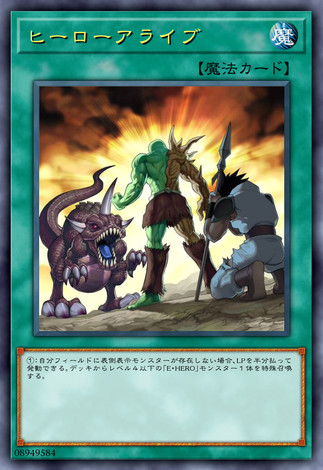 ヒーローアライブ
魔
【魔法カード】
①:自分フィールドに表側表示モンスターが存在しない場合、LPを半分払って
発動できる。デッキからレベル4以下の「E・HERO」モンスター1体を特殊召喚
する。
08949584